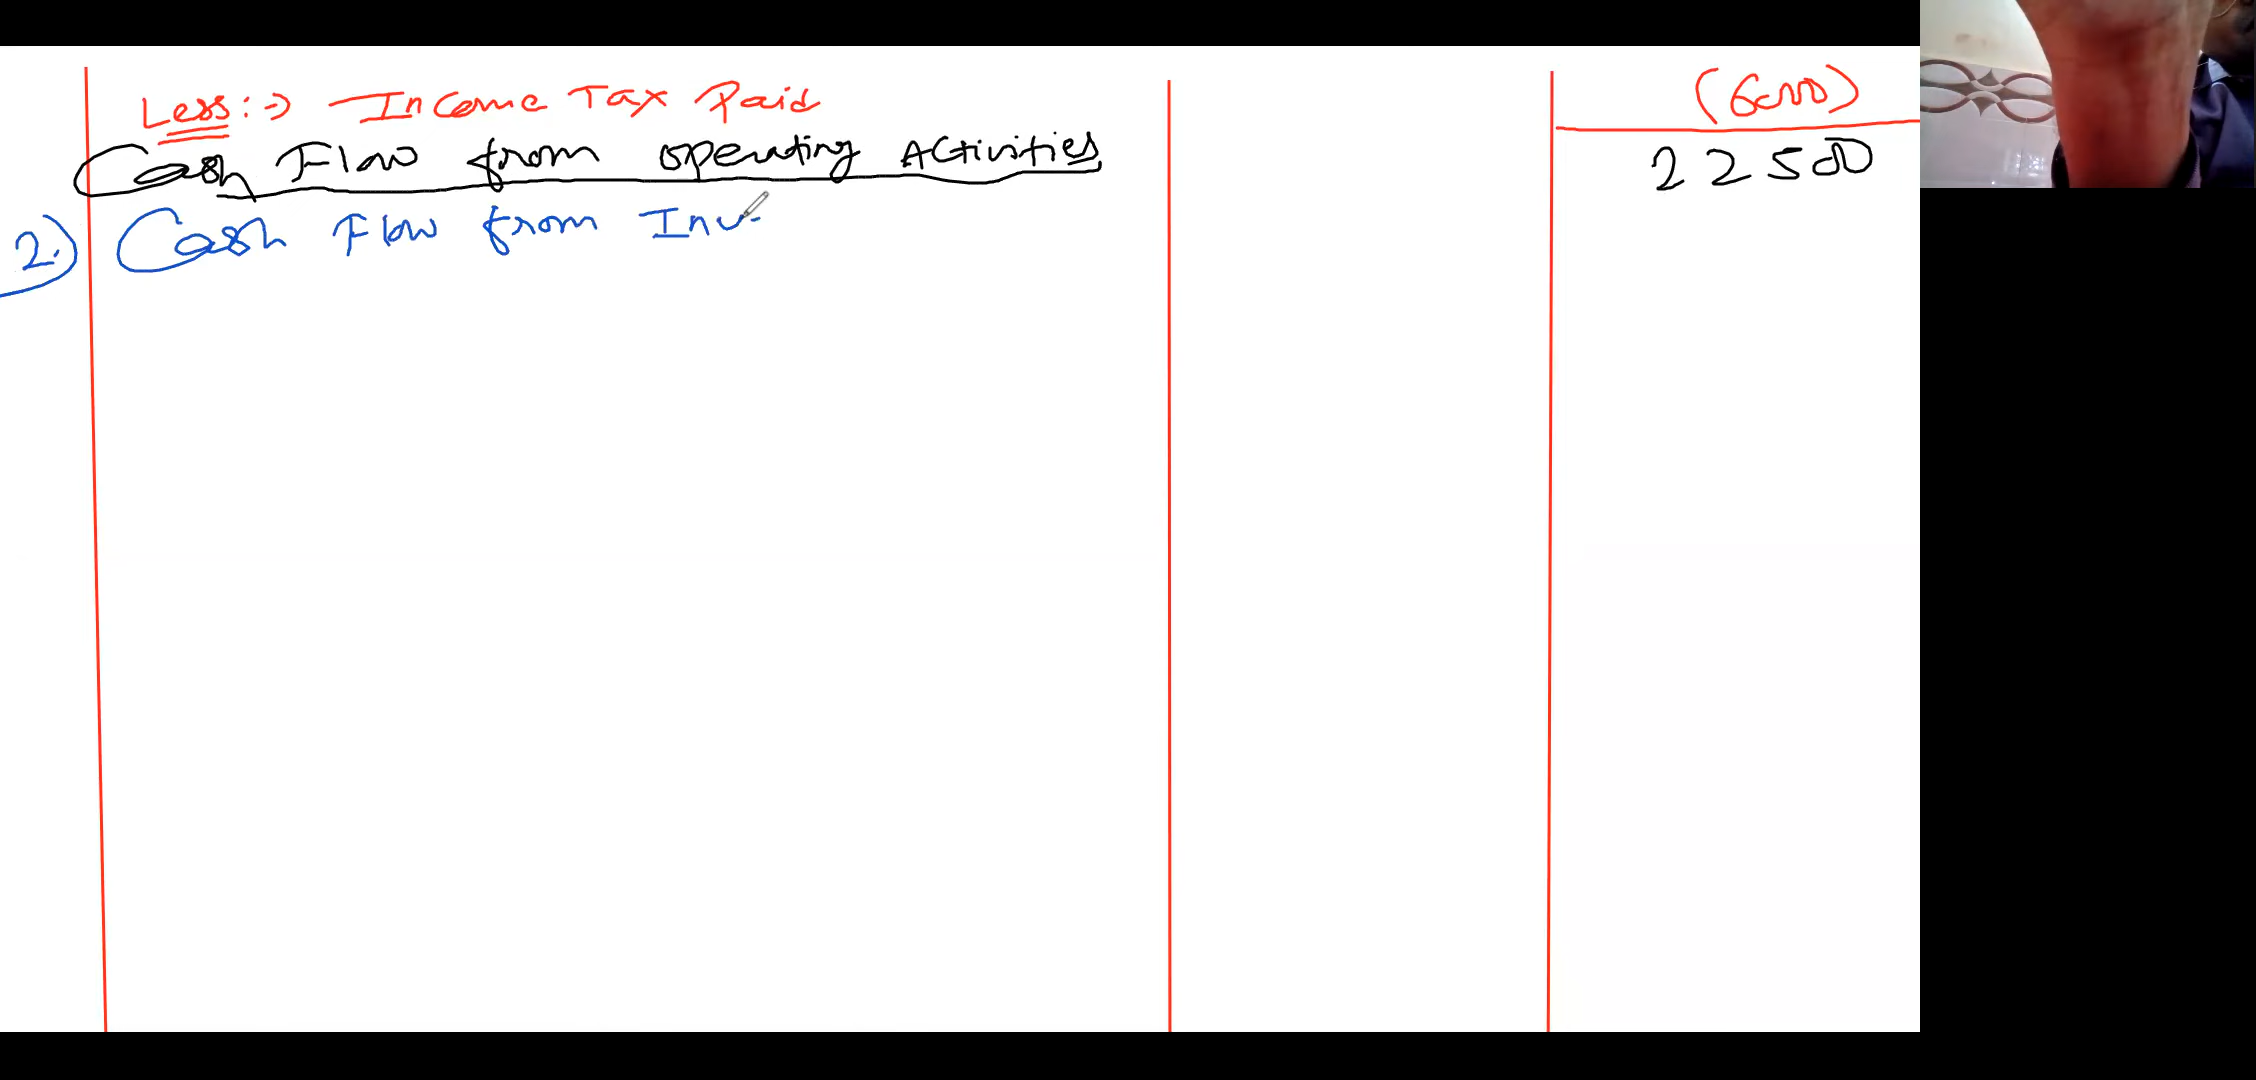 Less :→ Income Tax Paid (6000)
Cash Flow from operating Activities 22500
2.) Cash Flow from Inv